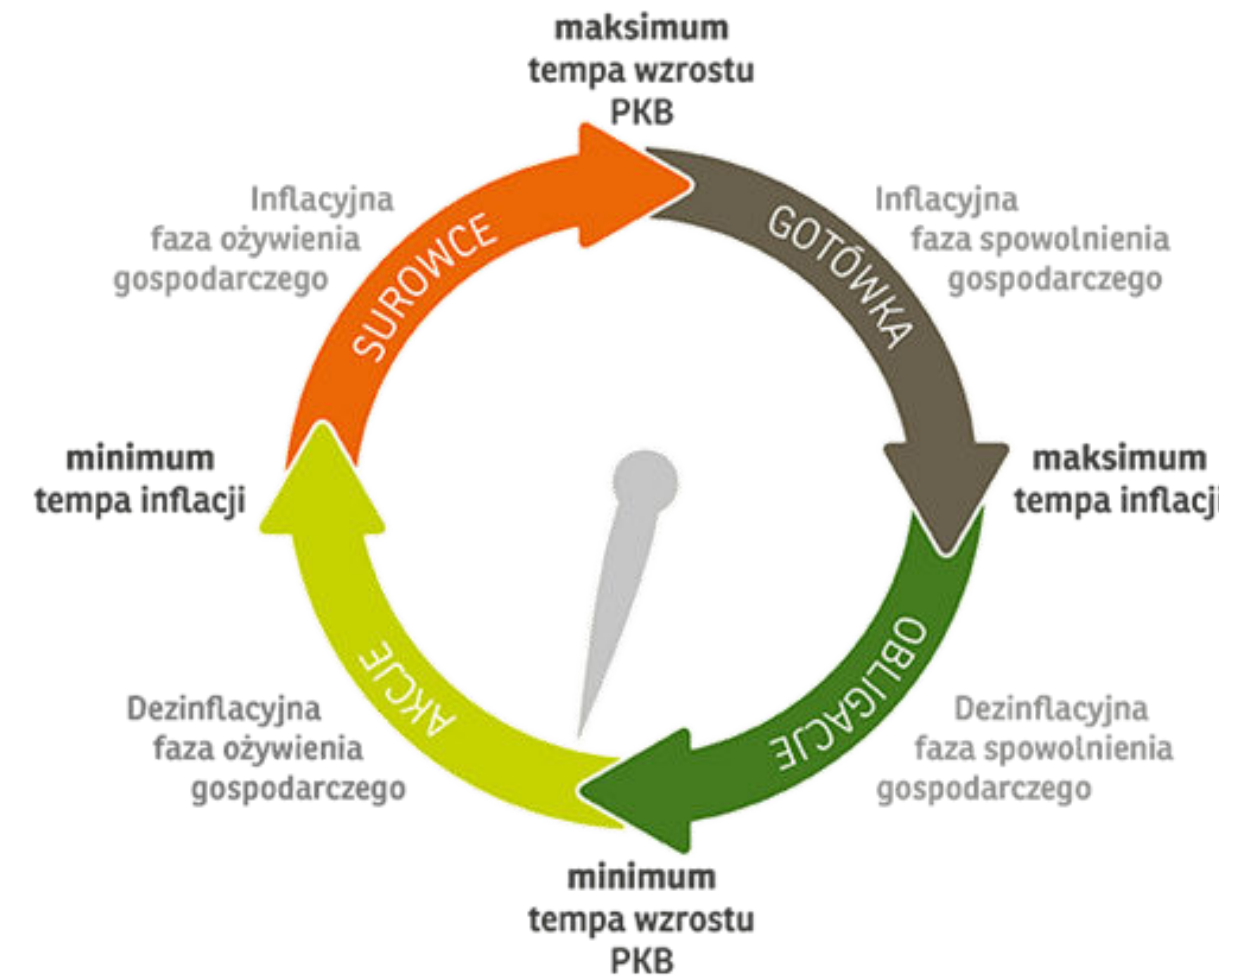 maksimum
tempa wzrostu
PKB
Inflacyjna
faza ożywienia
gospodarczego
Inflacyjna
faza spowolnienia
gospodarczego
SUROWCE
GOTÓWKA
minimum
tempa inflacji
maksimum
tempa inflacji
AKCJE
OBLIGACJE
Dezinflacyjna
faza ożywienia
gospodarczego
Dezinflacyjna
faza spowolnienia
gospodarczego
minimum
tempa wzrostu
PKB